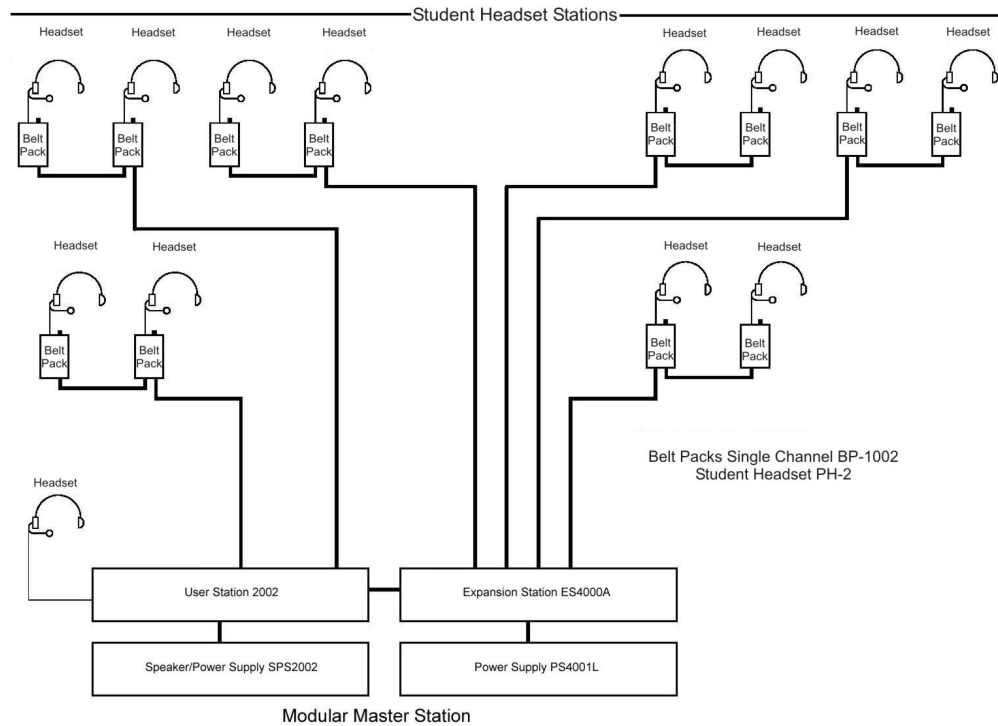 Student Headset Stations
Headset Headset Headset Headset Headset Headset Headset Headset
Belt Pack
Belt Pack
Belt Pack
Belt Pack
Belt Pack
Belt Pack
Belt Pack
Belt Pack
Headset Headset Headset Headset
Belt Pack
Belt Pack
Belt Pack
Belt Pack
Belt Packs Single Channel BP-1002
Student Headset PH-2
Headset
User Station 2002
Expansion Station ES4000A
Speaker/Power Supply SPS2002
Power Supply PS4001L
Modular Master Station